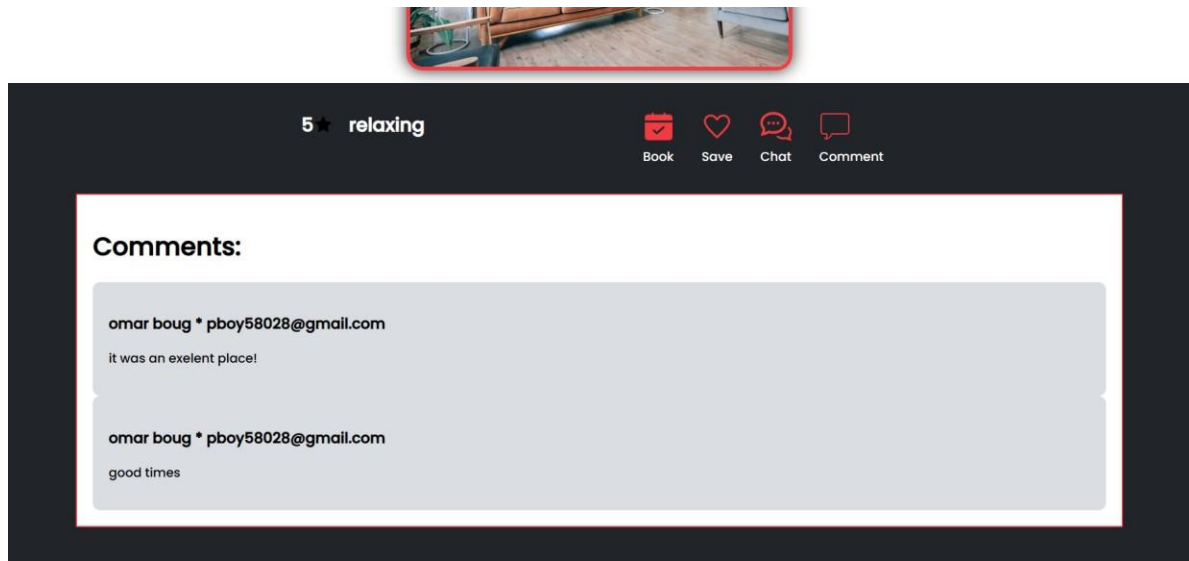 5★ relaxing
Book Save Chat Comment
Comments:
omar boug * pboy58028@gmail.com
it was an exelent place!
omar boug * pboy58028@gmail.com
good times